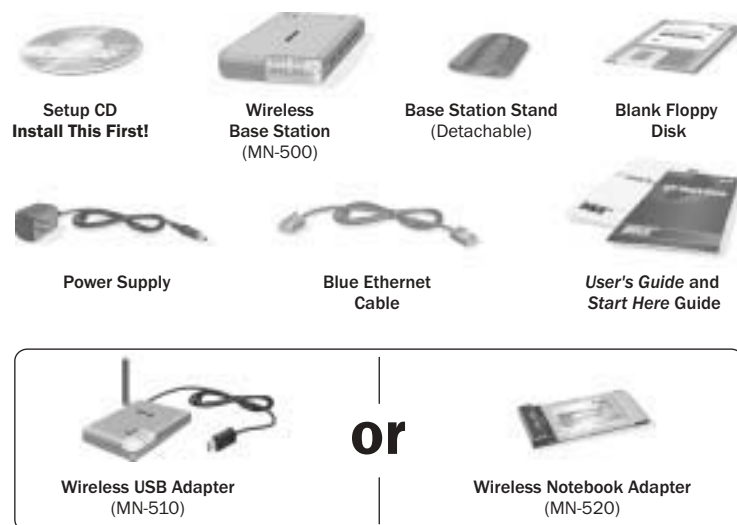 Setup CD
Install This First!
Wireless
Base Station
(MN-500)
Base Station Stand
(Detachable)
Blank Floppy
Disk
Power Supply
Blue Ethernet
Cable
User's Guide and
Start Here Guide
or
Wireless USB Adapter
(MN-510)
Wireless Notebook Adapter
(MN-520)